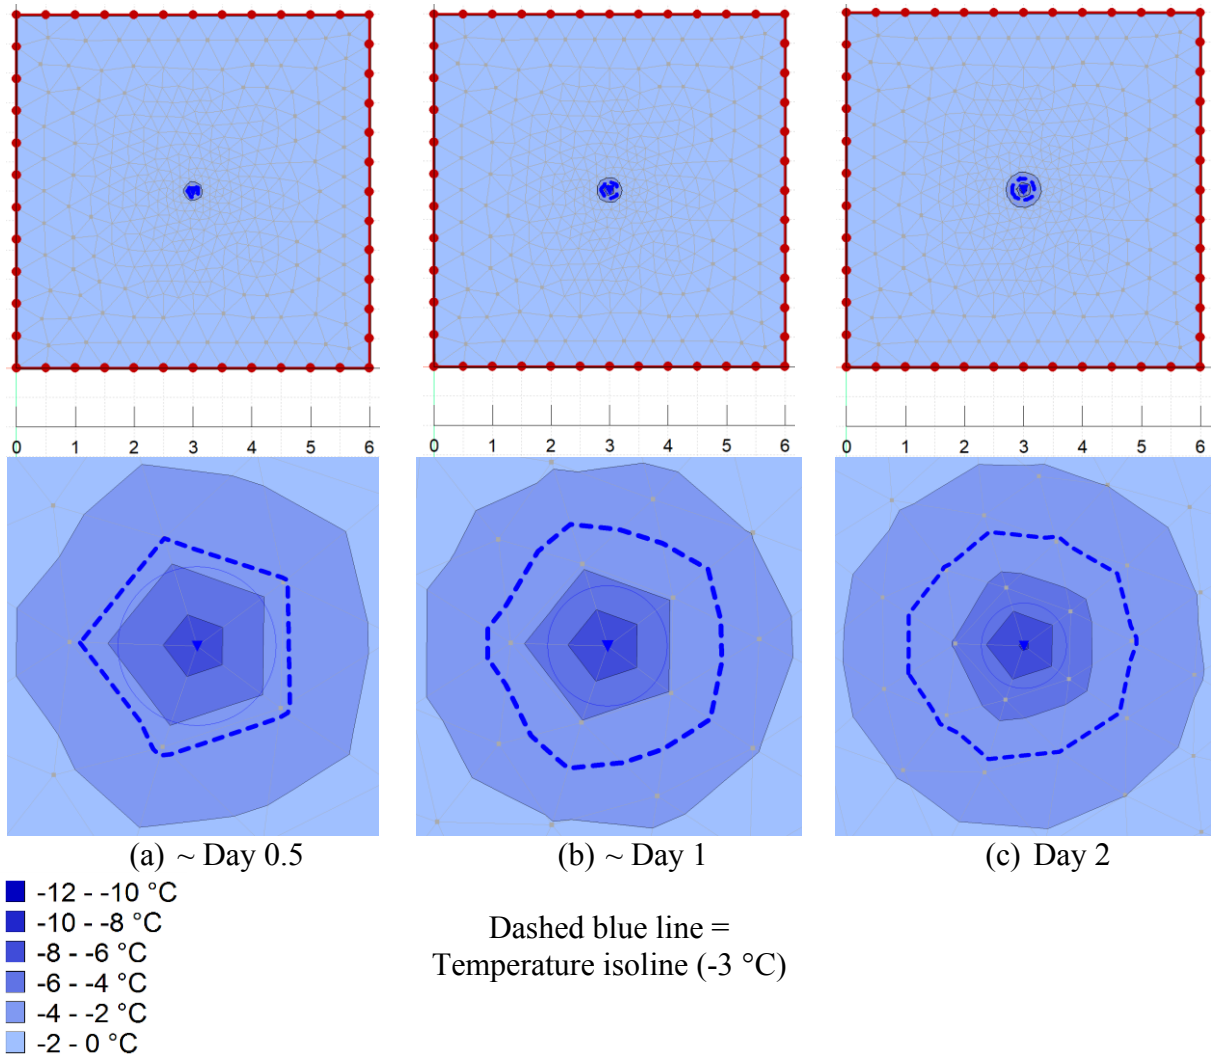 0 1 2 3 4 5 6
0 1 2 3 4 5 6
0 1 2 3 4 5 6
(a) ~ Day 0.5
(b) ~ Day 1
(c) Day 2
-12 - -10 °C
-10 - -8 °C
-8 - -6 °C
-6 - -4 °C
-4 - -2 °C
-2 - 0 °C
Dashed blue line =
Temperature isoline (-3 °C)